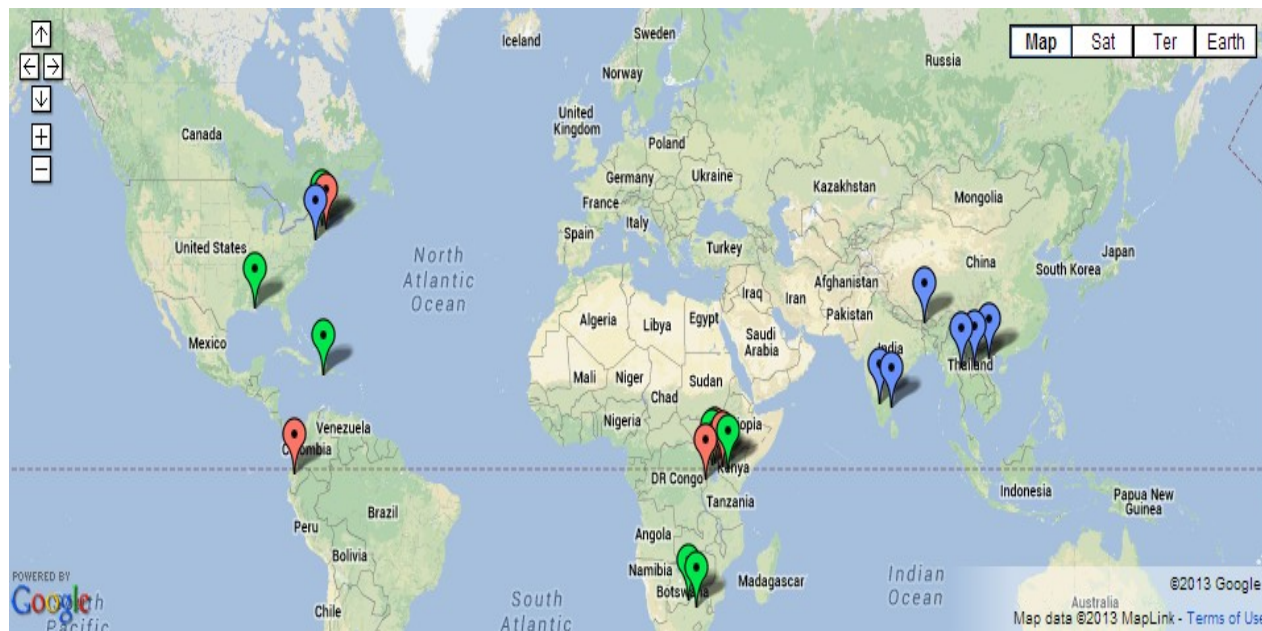 Map Sat Ter Earth
Iceland
Sweden
Russia
Norway
Canada
United
Kingdom
Poland
Germany
Ukraine
Kazakhstan
Mongolia
France
Italy
Spain
Turkey
United States
North
Atlantic
Ocean
China
Japan
South Korea
Afghanistan
Iraq
Iran
Pakistan
Algeria
Libya
Egypt
Saudi
Arabia
Mexico
India
Thailand
Mali
Niger
Sudan
Chad
Nigeria
Venezuela
Kenya
DR Congo
Tanzania
Indonesia
Papua New
Guinea
Peru
Brazil
Angola
Bolivia
Namibia
Madagascar
Indian
Ocean
Chile
South
Atlantic
Australia
POWERED BY
Google
©2013 Google
Map data ©2013 MapLink - Terms of Use